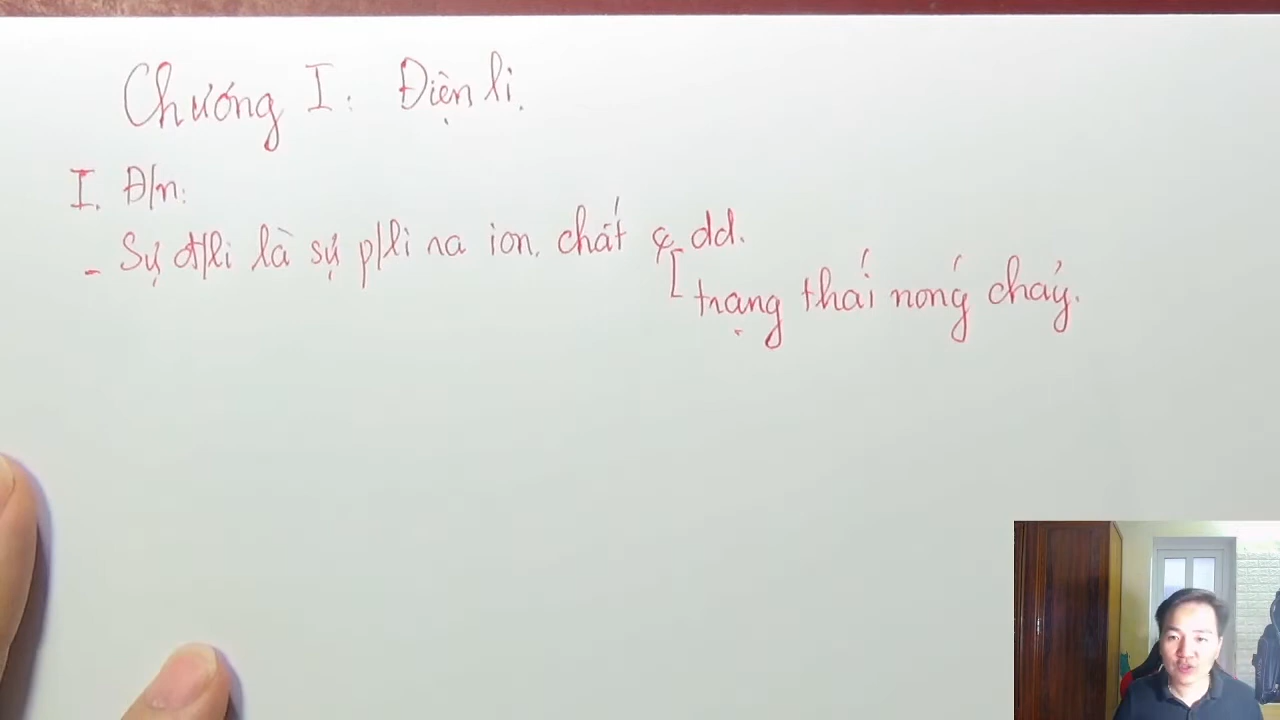 Chương I: Điện li.
I. Đ/n:
- Sự đ/li là sự p/li ra ion, chất dd.
trạng thái nóng chảy.